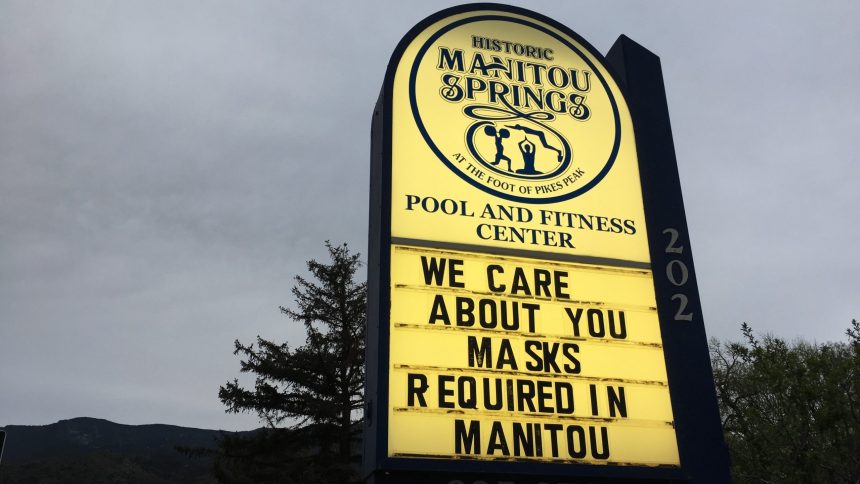 HISTORIC
MANITOU
SPRINGS
AT THE FOOT OF PIKES PEAK
POOL AND FITNESS
CENTER
202
WE CARE
ABOUT YOU
MASKS
REQUIRED IN
MANITOU